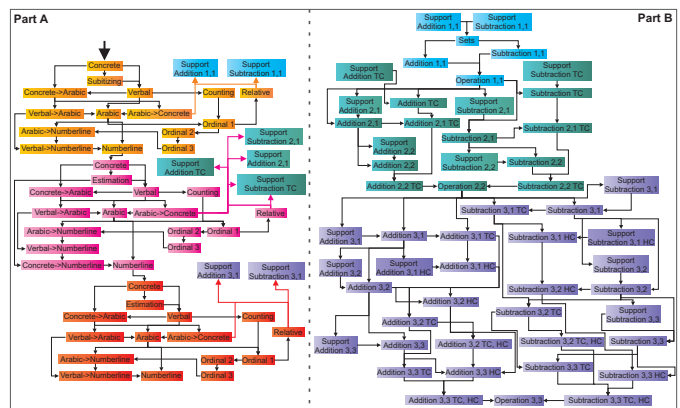 Part A
Part B
Concrete
Subitizing
Support
Addition 1,1
Support
Subtraction 1,1
Concrete->Arabic
Verbal
Counting
Relative
Verbal->Arabic
Arabic
Arabic->Concrete
Ordinal 1
Arabic->Numberline
Ordinal 2
Verbal->Numberline
Numberline
Ordinal 3
Support
Subtraction 2,1
Concrete
Support
Addition TC
Support
Addition 2,1
Estimation
Support
Subtraction TC
Concrete->Arabic
Verbal
Counting
Verbal->Arabic
Arabic
Arabic->Concrete
Relative
Arabic->Numberline
Ordinal 2
Ordinal 1
Verbal->Numberline
Ordinal 3
Concrete->Numberline
Numberline
Support
Addition 3,1
Support
Subtraction 3,1
Concrete
Estimation
Concrete->Arabic
Verbal
Counting
Verbal->Arabic
Arabic
Arabic->Concrete
Relative
Arabic->Numberline
Ordinal 2
Ordinal 1
Verbal->Numberline
Numberline
Ordinal 3
Support
Addition 1,1
Support
Subtraction 1,1
Sets
Subtraction 1,1
Addition 1,1
Support
Addition TC
Operation 1,1
Support
Subtraction TC
Support
Addition 2,1
Addition TC
Support
Subtraction 2,1
Subtraction TC
Addition 2,1
Addition 2,1 TC
Subtraction 2,1
Subtraction 2,1 TC
Support
Addition 2,2
Support
Subtraction 2,2
Subtraction 2,2
Addition 2,2
Addition 2,2 TC
Operation 2,2
Subtraction 2,2 TC
Support
Subtraction 3,1
Subtraction 3,1 TC
Subtraction 3,1
Support
Addition 3,1
Addition 3,1
Addition 3,1 TC
Subtraction 3,1 HC
Support
Subtraction 3,1 HC
Support
Addition 3,2
Addition 3,1 HC
Support
Subtraction 3,2
Addition 3,2
Subtraction 3,2 HC
Subtraction 3,2
Addition 3,2 HC
Subtraction 3,2 TC
Support
Subtraction 3,3
Addition 3,2 TC
Support
Addition 3,3
Addition 3,3
Addition 3,2 TC, HC
Subtraction 3,2 TC, HC
Subtraction 3,3
Subtraction 3,3 HC
Addition 3,3 TC
Addition 3,3 HC
Subtraction 3,3 TC
Addition 3,3 TC, HC
Operation 3,3
Subtraction 3,3 TC, HC